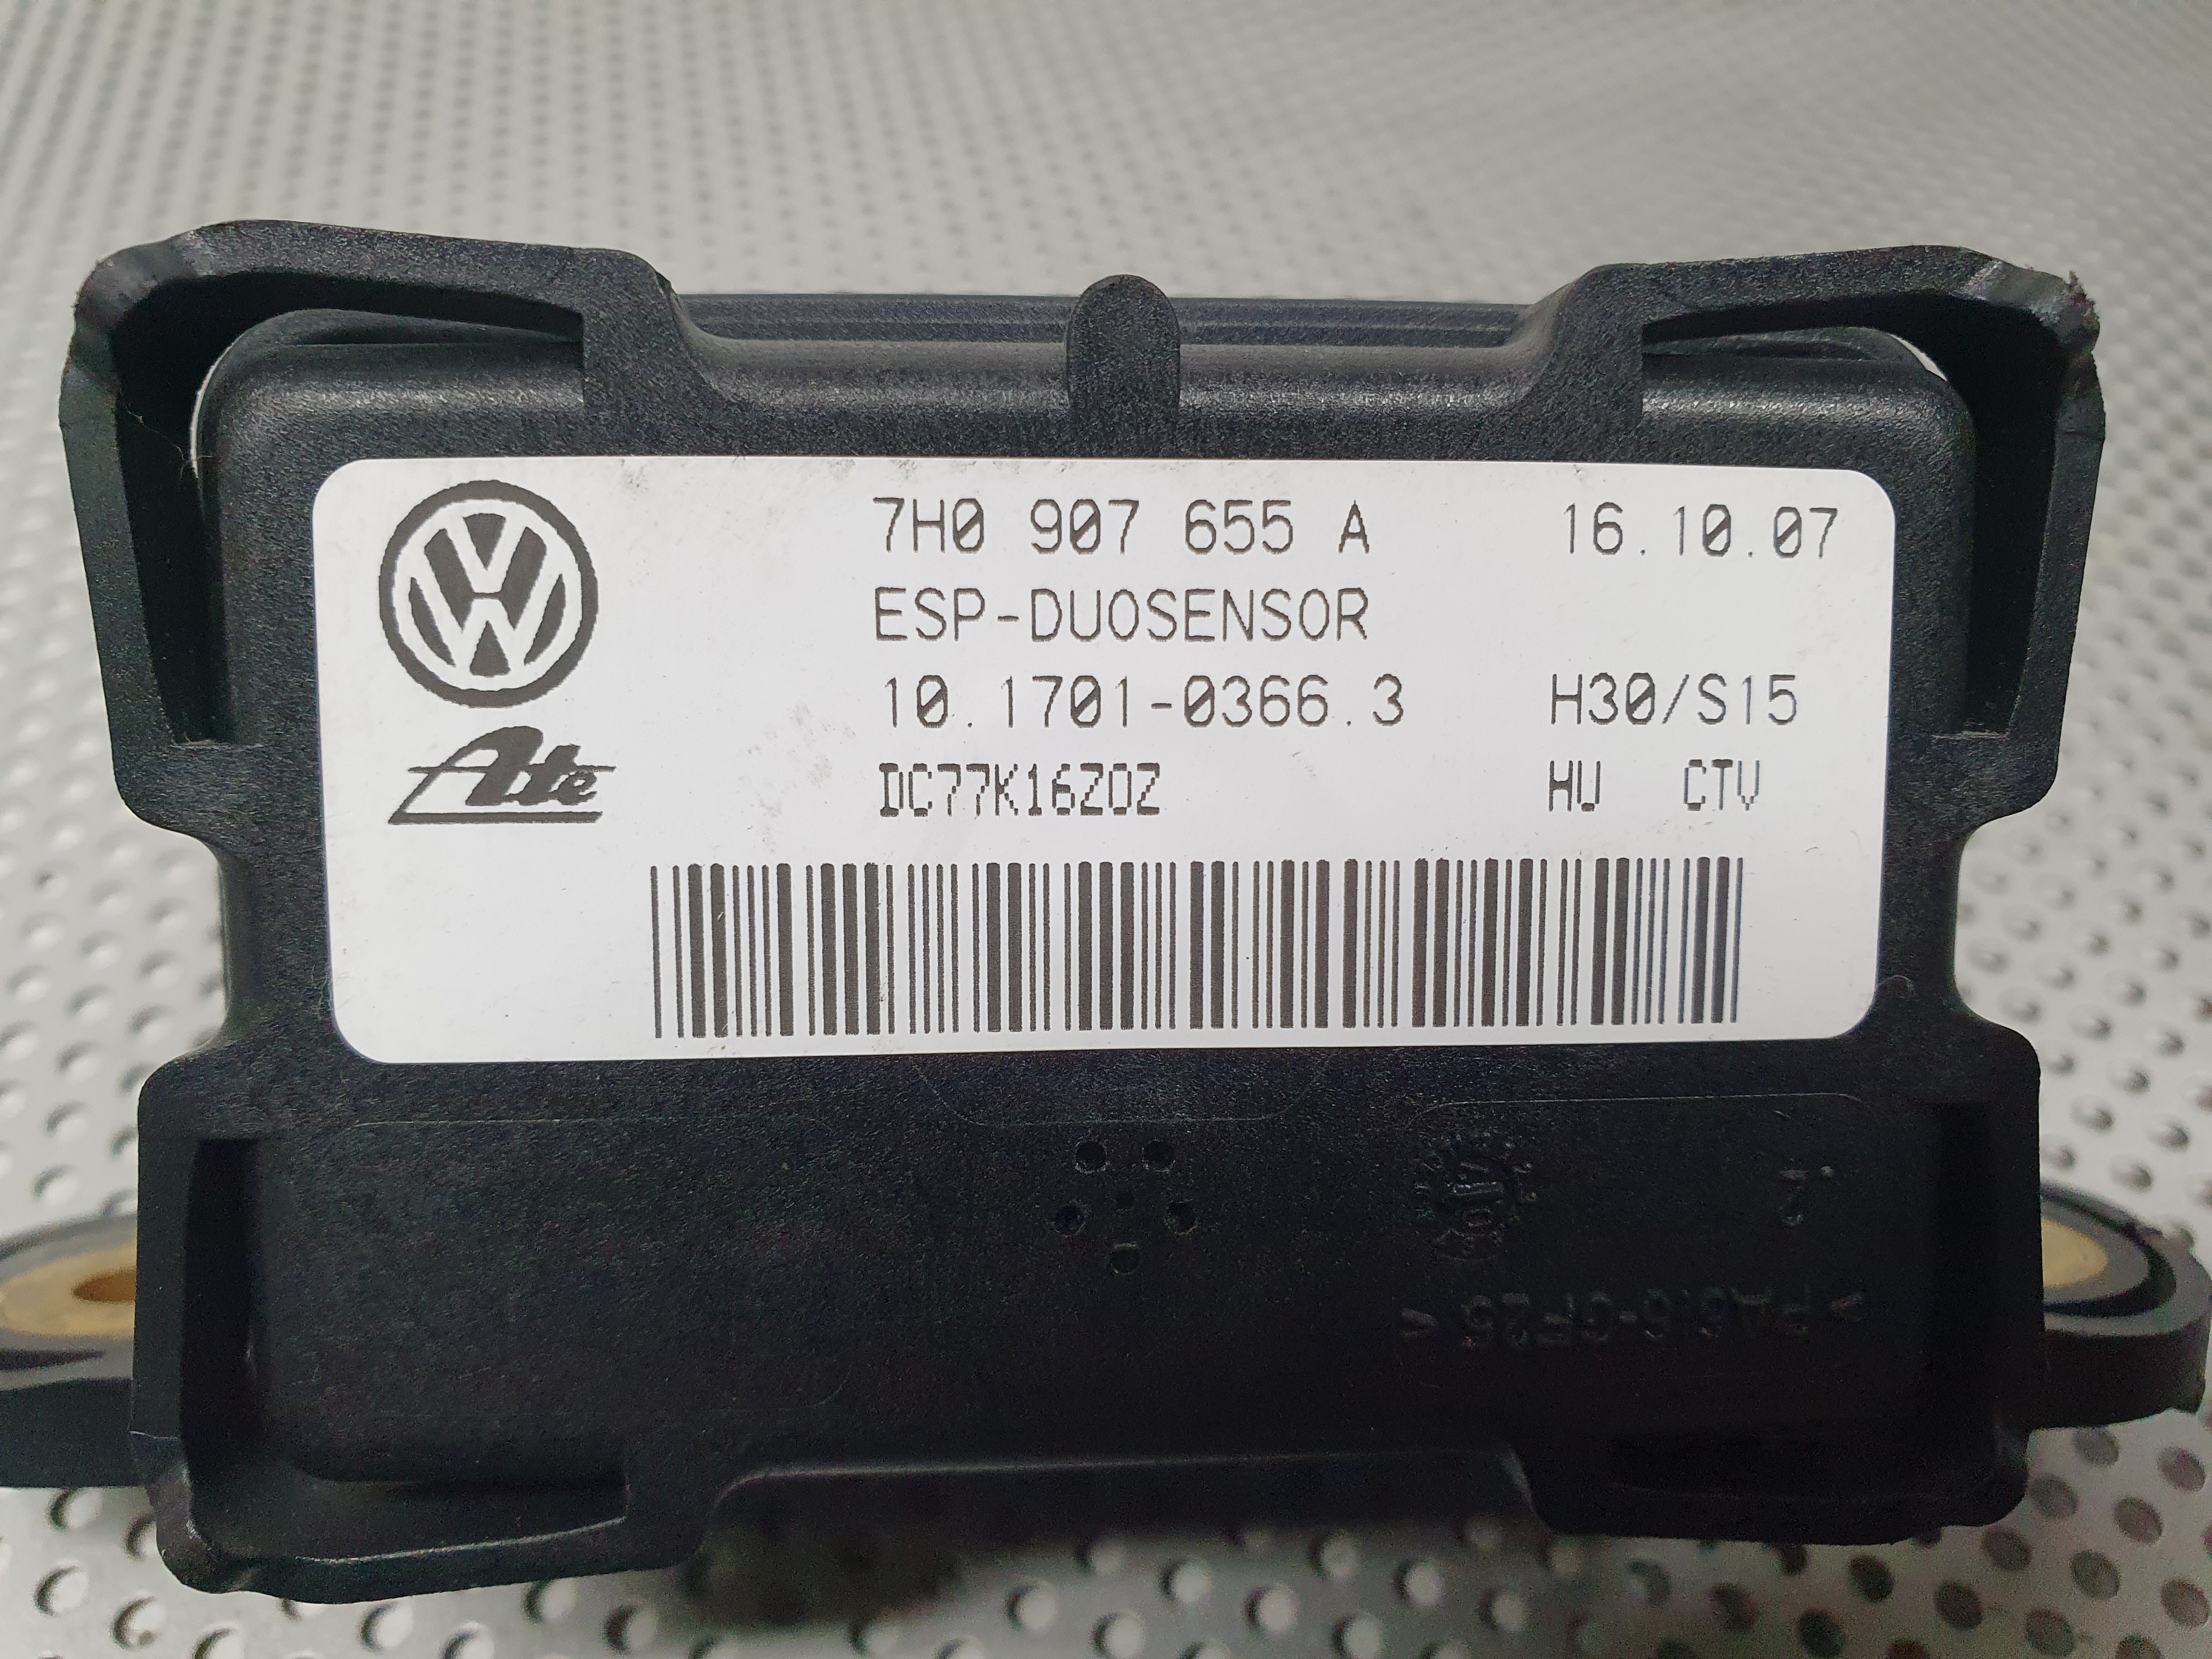 7H0 907 655 A 16.10.07
ESP-DUOSENSOR
10.1701-0366.3 H30/S15
Ate DC77K16Z0Z HU CTV